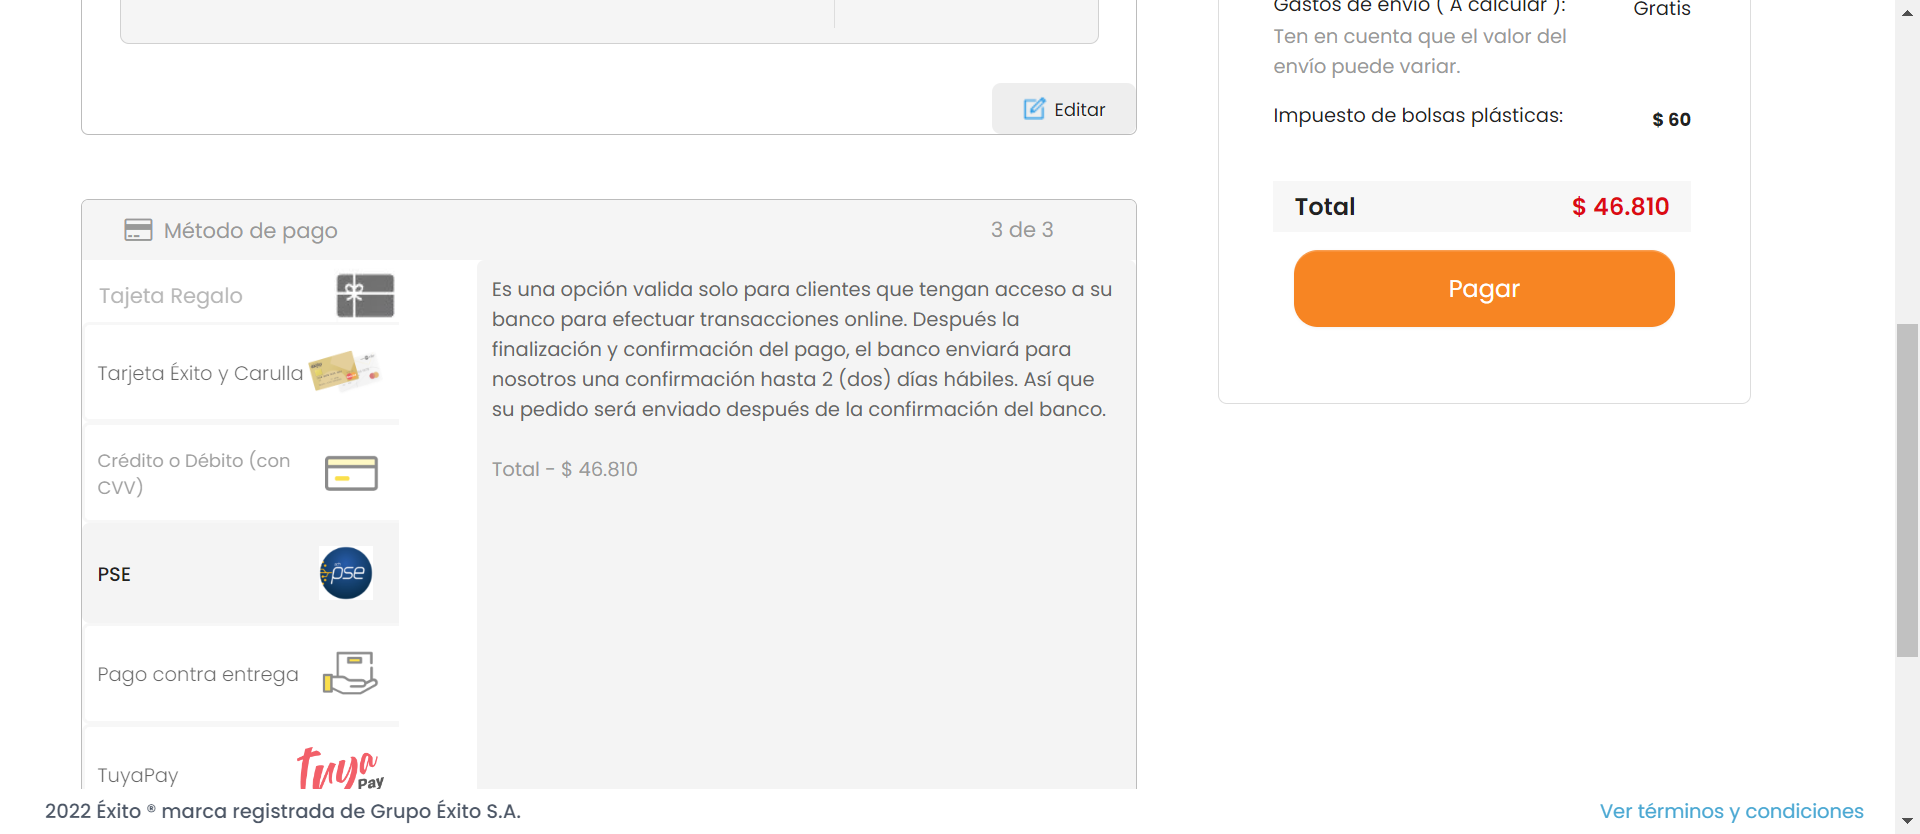 Gastos de envío ( A calcular ):
Gratis
Ten en cuenta que el valor del
envío puede variar.
Editar
Impuesto de bolsas plásticas:
$ 60
Total
$ 46.810
Pagar
Método de pago
3 de 3
Tajeta Regalo
Tarjeta Éxito y Carulla
Crédito o Débito (con
CVV)
PSE
pse
Pago contra entrega
TuyaPay
Tuya
Pay
Es una opción valida solo para clientes que tengan acceso a su
banco para efectuar transacciones online. Después la
finalización y confirmación del pago, el banco enviará para
nosotros una confirmación hasta 2 (dos) días hábiles. Así que
su pedido será enviado después de la confirmación del banco.
Total - $ 46.810
2022 Éxito ® marca registrada de Grupo Éxito S.A.
Ver términos y condiciones